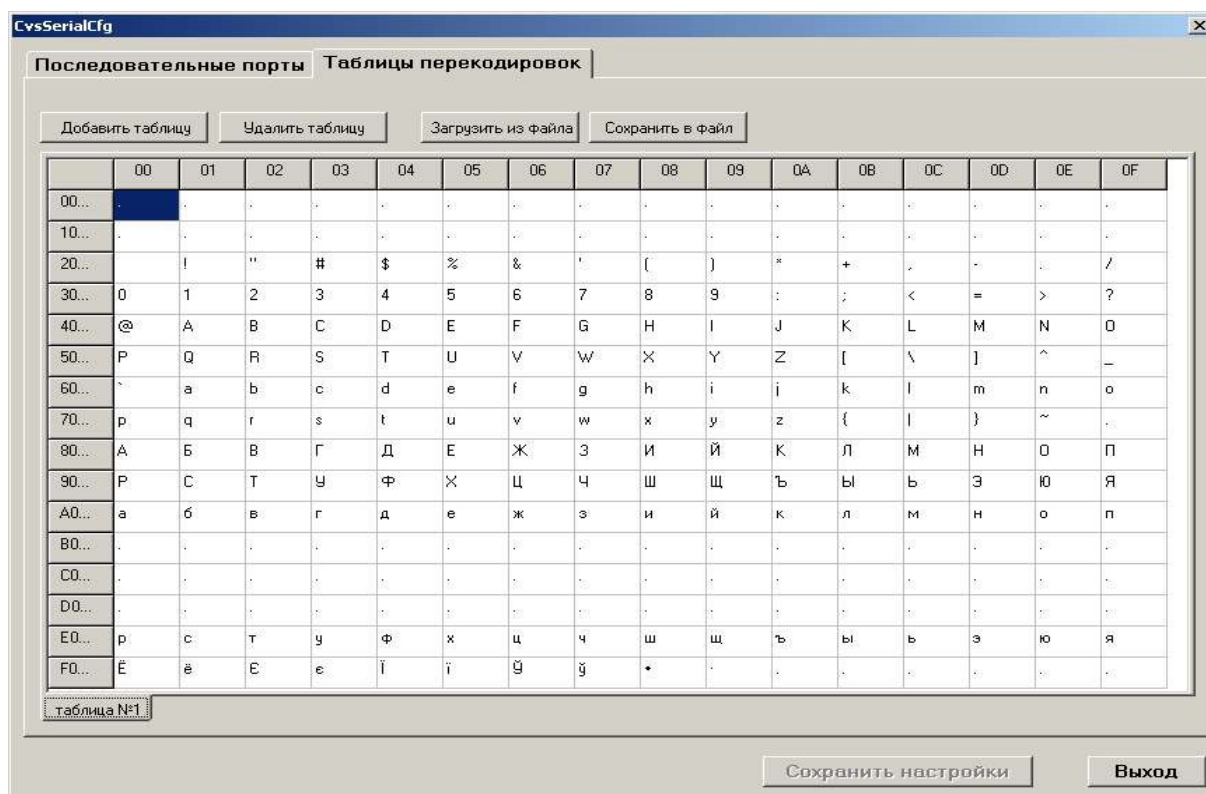 CvsSerialCfg
Последовательные порты Таблицы перекодировок
Добавить таблицу Удалить таблицу Загрузить из файла Сохранить в файл
00 01 02 03 04 05 06 07 08 09 0A 0B 0C 0D 0E 0F
00... . . . . . . . . . . . . . . . .
10... . . . . . . . . . . . . . . . .
20... ! " # $ % & ' ( ) * + , - . /
30... 0 1 2 3 4 5 6 7 8 9 : ; < = > ?
40... @ A B C D E F G H I J K L M N O
50... P Q R S T U V W X Y Z [ \ ] ^ _
60... ` a b c d e f g h i j k l m n o
70... p q r s t u v w x y z { | } ~ .
80... А Б В Г Д Е Ж З И Й К Л М Н О П
90... Р С Т У Ф Х Ц Ч Ш Щ Ъ Ы Ь Э Ю Я
A0... а б в г д е ж з и й к л м н о п
B0... . . . . . . . . . . . . . . . .
C0... . . . . . . . . . . . . . . . .
D0... . . . . . . . . . . . . . . . .
E0... р с т у ф х ц ч ш щ ъ ы ь э ю я
F0... Ё ё Є є Ї ї Ў ў • · . . . . . .
таблица №1
Сохранить настройки Выход